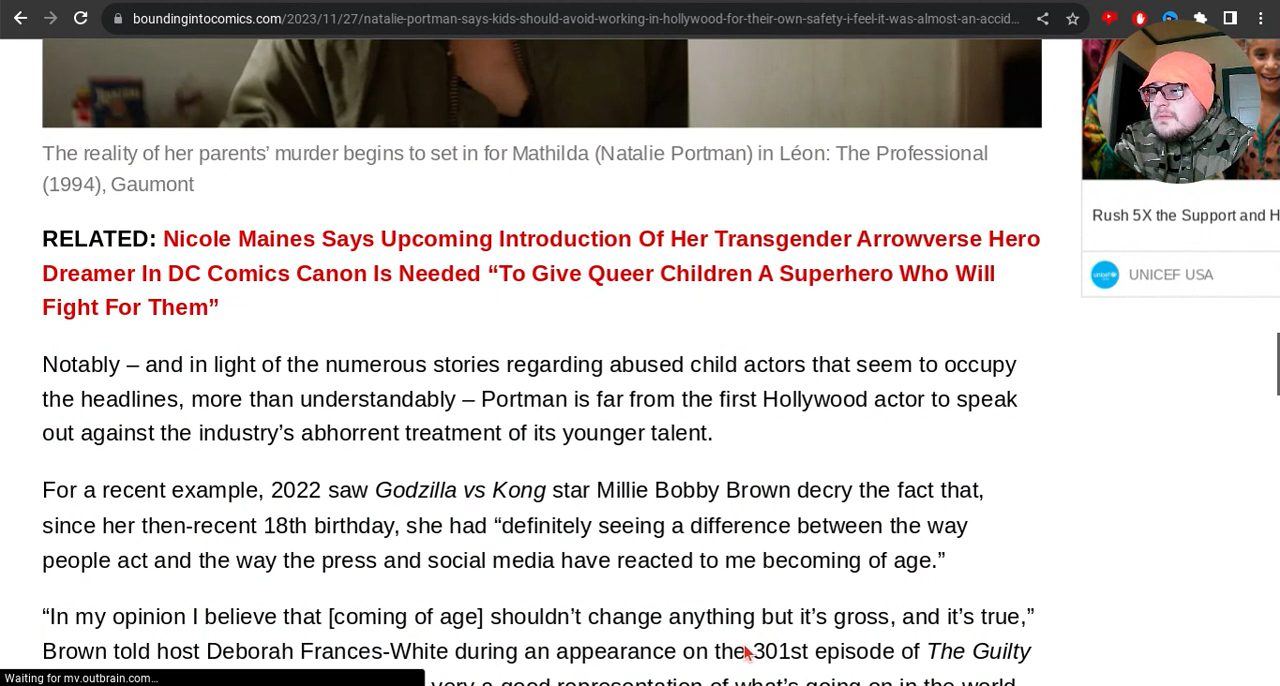 boundingintocomics.com/2023/11/27/natalie-portman-says-kids-should-avoid-working-in-hollywood-for-their-own-safety-i-feel-it-was-almost-an-accid...
The reality of her parents’ murder begins to set in for Mathilda (Natalie Portman) in Léon: The Professional
(1994), Gaumont
RELATED: Nicole Maines Says Upcoming Introduction Of Her Transgender Arrowverse Hero
Dreamer In DC Comics Canon Is Needed “To Give Queer Children A Superhero Who Will
Fight For Them”
Notably – and in light of the numerous stories regarding abused child actors that seem to occupy
the headlines, more than understandably – Portman is far from the first Hollywood actor to speak
out against the industry’s abhorrent treatment of its younger talent.
For a recent example, 2022 saw Godzilla vs Kong star Millie Bobby Brown decry the fact that,
since her then-recent 18th birthday, she had “definitely seeing a difference between the way
people act and the way the press and social media have reacted to me becoming of age.”
“In my opinion I believe that [coming of age] shouldn’t change anything but it’s gross, and it’s true,”
Brown told host Deborah Frances-White during an appearance on the 301st episode of The Guilty
very a good representation of what’s going on in the world
Waiting for mv.outbrain.com...
Rush 5X the Support and H
UNICEF USA